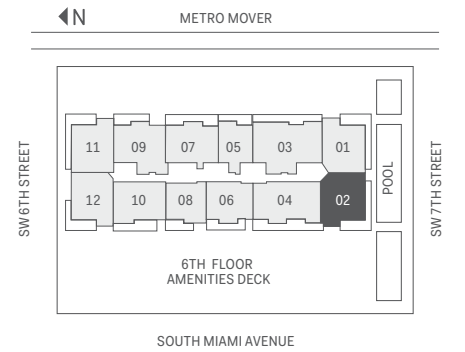 N
METRO MOVER
SW 6TH STREET
11 09 07 05 03 01
12 10 08 06 04 02
POOL
SW 7TH STREET
6TH FLOOR
AMENITIES DECK
SOUTH MIAMI AVENUE